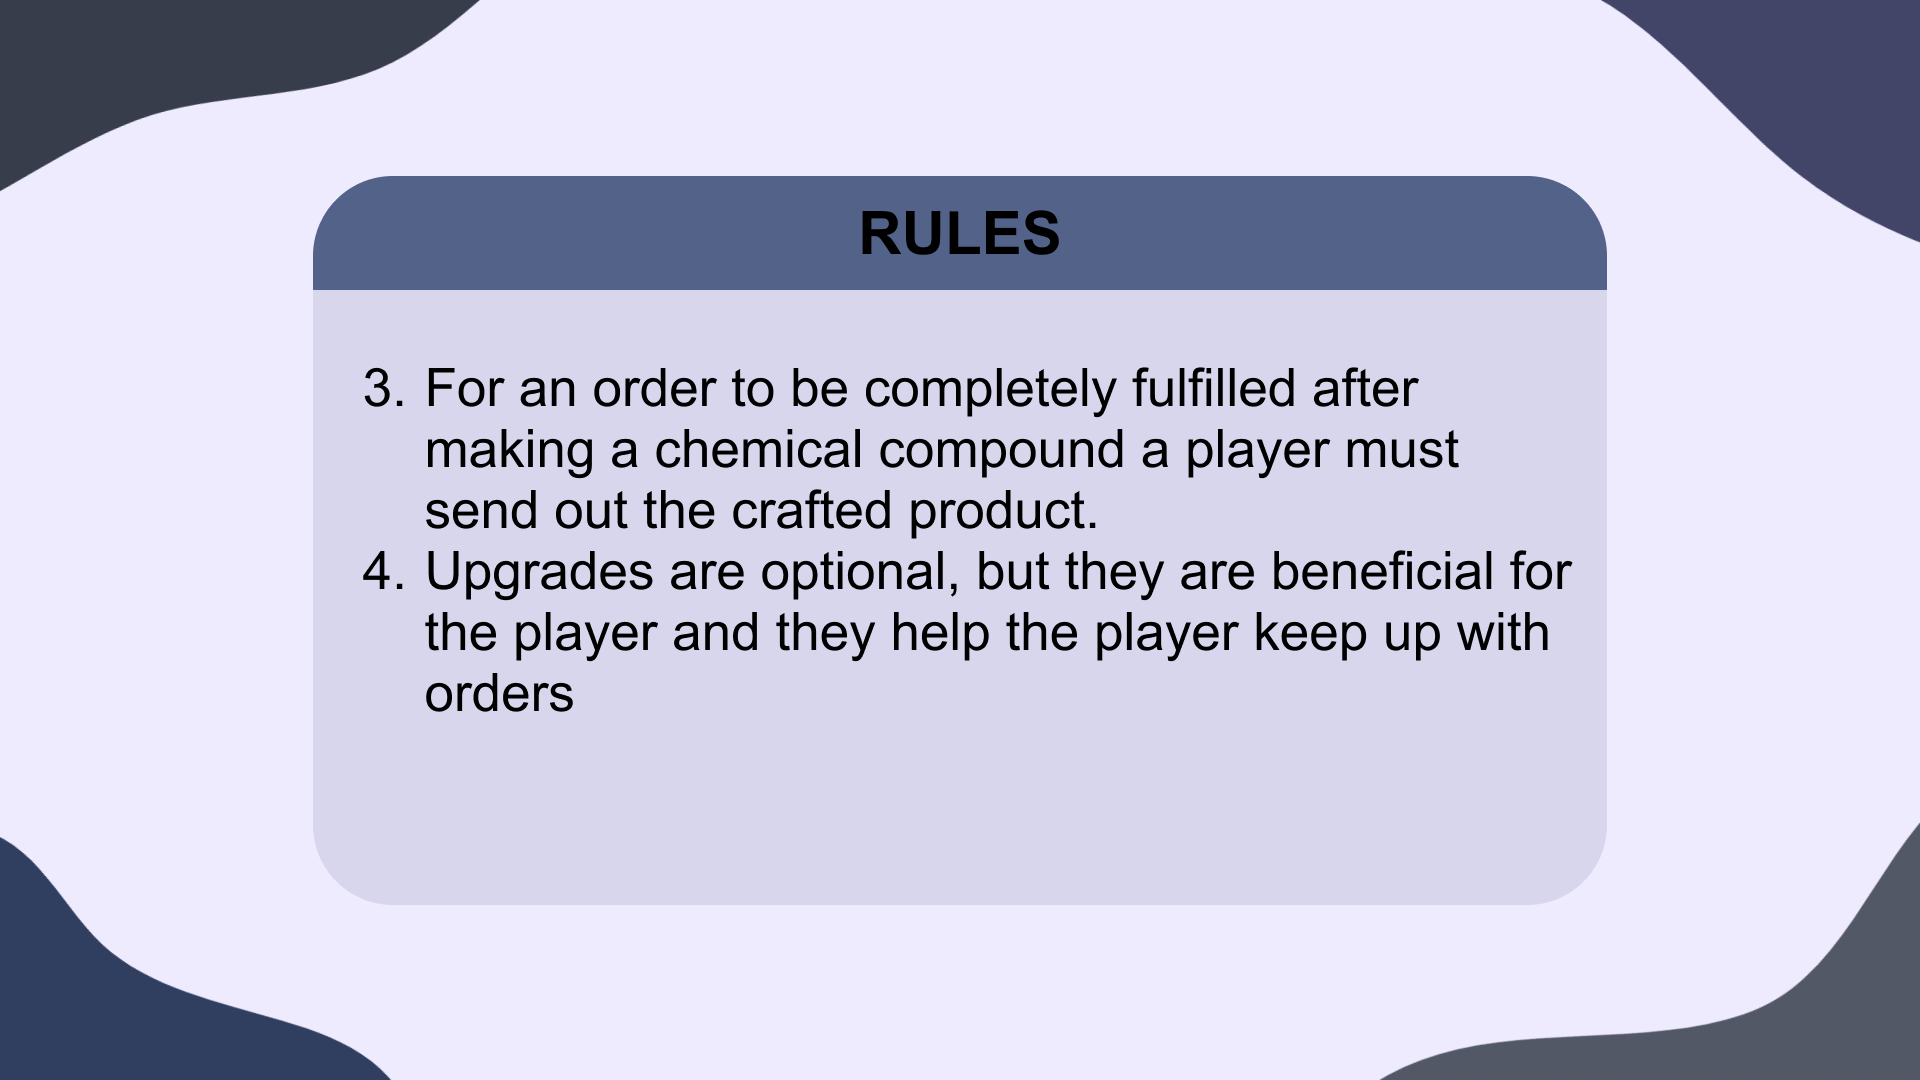 RULES
3. For an order to be completely fulfilled after
making a chemical compound a player must
send out the crafted product.
4. Upgrades are optional, but they are beneficial for
the player and they help the player keep up with
orders